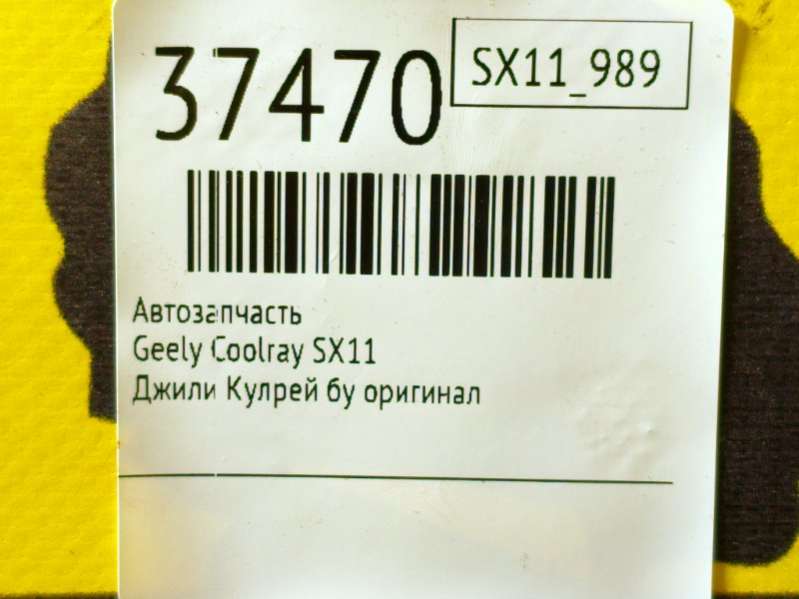 37470
SX11_989
Автозапчасть
Geely Coolray SX11
Джили Кулрей бу оригинал